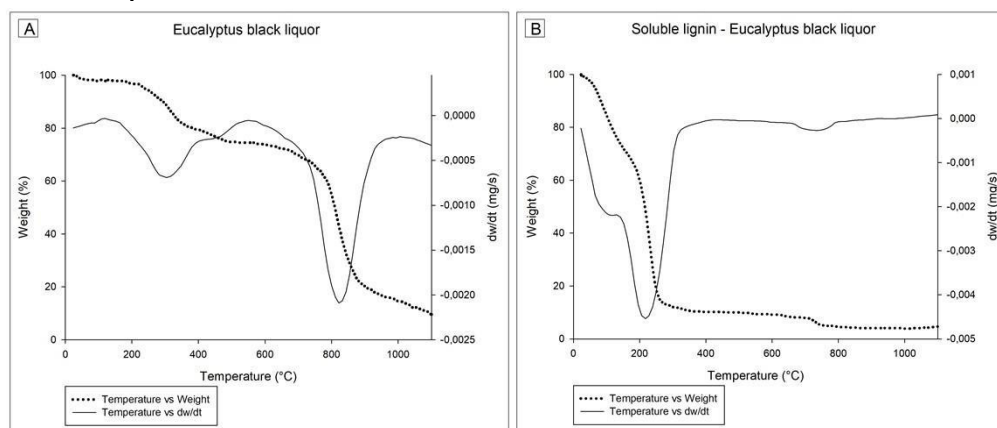 A
Eucalyptus black liquor
100
80
60
40
20
0
Weight (%)
0,0000
-0,0005
-0,0010
-0,0015
-0,0020
-0,0025
dw/dt (mg/s)
0
200
400
600
800
1000
Temperature (°C)
Temperature vs Weight
Temperature vs dw/dt
B
Soluble lignin - Eucalyptus black liquor
100
80
60
40
20
0
Weight (%)
0,001
0,000
-0,001
-0,002
-0,003
-0,004
-0,005
dw/dt (mg/s)
0
200
400
600
800
1000
Temperature (°C)
Temperature vs Weight
Temperature vs dw/dt